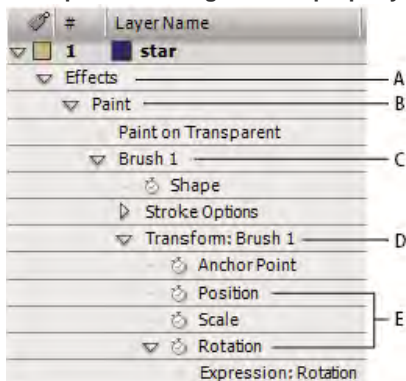 # Layer Name
1 star
Effects A
Paint B
Paint on Transparent
Brush 1 C
Shape
Stroke Options
Transform: Brush 1 D
Anchor Point
Position
Scale E
Rotation
Expression: Rotation